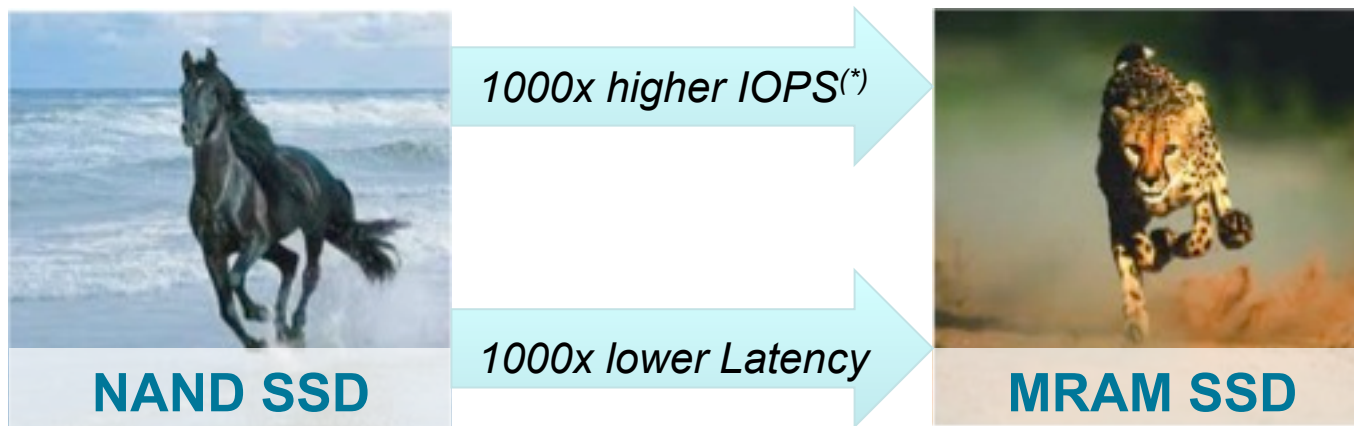 1000x higher IOPS(*)
1000x lower Latency
NAND SSD
MRAM SSD